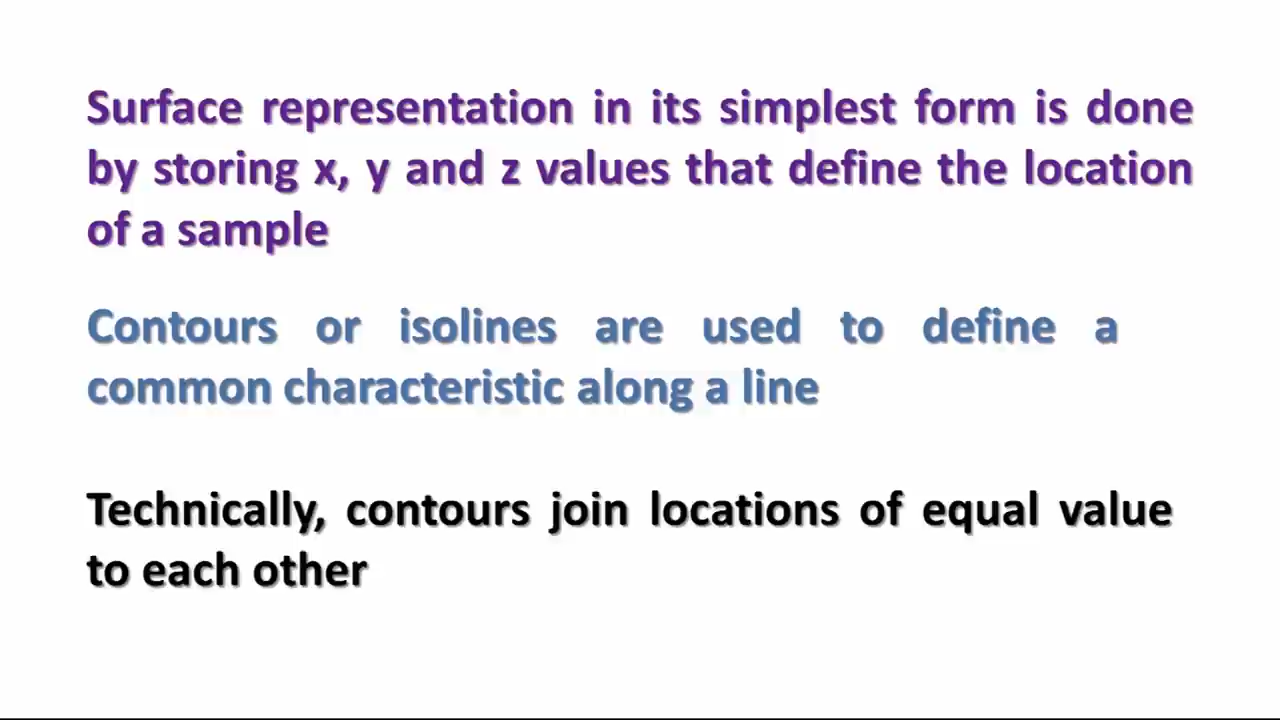 Surface representation in its simplest form is done
by storing x, y and z values that define the location
of a sample
Contours or isolines are used to define a
common characteristic along a line
Technically, contours join locations of equal value
to each other